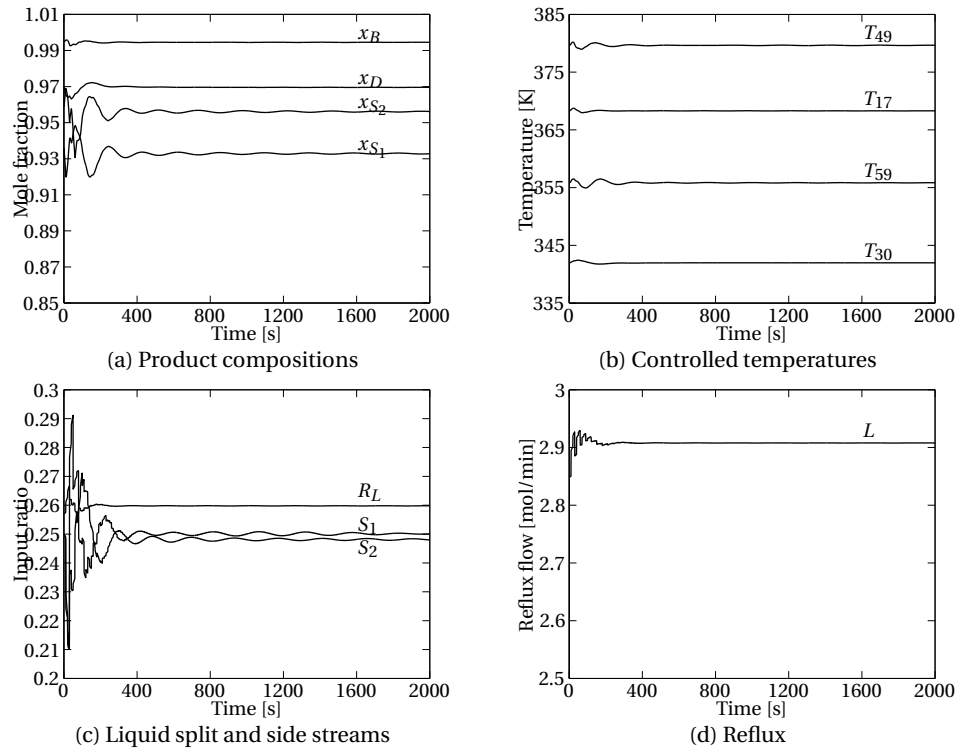 Mole fraction
1.01
0.99
0.97
0.95
0.93
0.91
0.89
0.87
0.85
x_B
x_D
x_{S_2}
x_{S_1}
0 400 800 1200 1600 2000
Time [s]
(a) Product compositions
Temperature [K]
385
375
365
355
345
335
T_{49}
T_{17}
T_{59}
T_{30}
0 400 800 1200 1600 2000
Time [s]
(b) Controlled temperatures
Input ratio
0.3
0.29
0.28
0.27
0.26
0.25
0.24
0.23
0.22
0.21
0.2
R_L
S_1
S_2
0 400 800 1200 1600 2000
Time [s]
(c) Liquid split and side streams
Reflux flow [mol/min]
3
2.9
2.8
2.7
2.6
2.5
L
0 400 800 1200 1600 2000
Time [s]
(d) Reflux